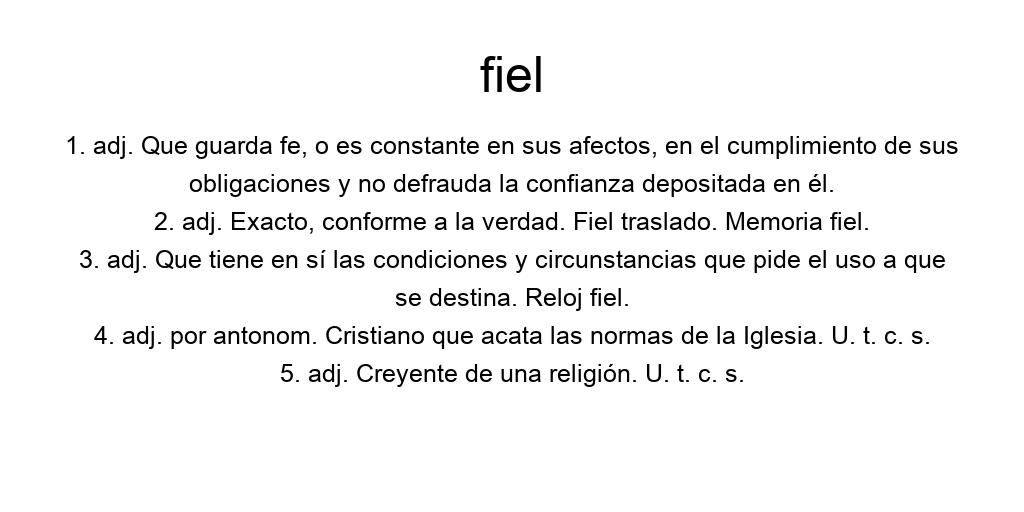 fiel
1. adj. Que guarda fe, o es constante en sus afectos, en el cumplimiento de sus
obligaciones y no defrauda la confianza depositada en él.
2. adj. Exacto, conforme a la verdad. Fiel traslado. Memoria fiel.
3. adj. Que tiene en sí las condiciones y circunstancias que pide el uso a que
se destina. Reloj fiel.
4. adj. por antonom. Cristiano que acata las normas de la Iglesia. U. t. c. s.
5. adj. Creyente de una religión. U. t. c. s.